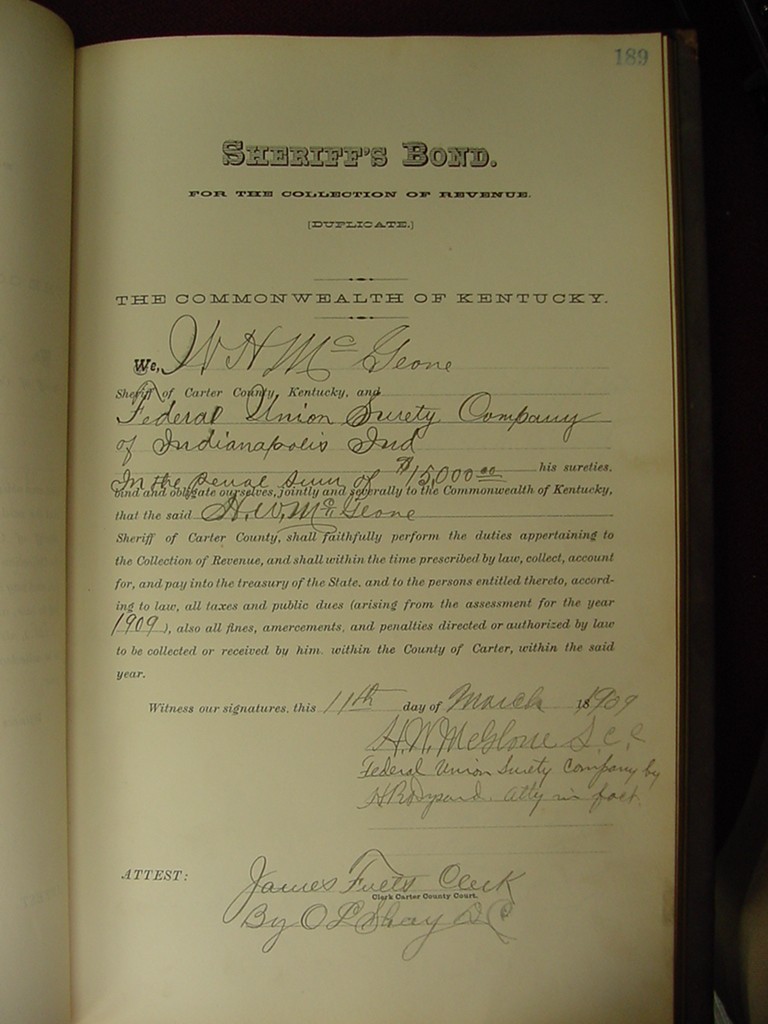 189
SHERIFF'S BOND.
FOR THE COLLECTION OF REVENUE.
(DUPLICATE.)
THE COMMONWEALTH OF KENTUCKY.
We, W H McGeone
Sheriff of Carter County, Kentucky, and
Federal Union Surety Company
of Indianapolis Ind
In the penal sum of $15,000.00 his sureties,
bind and obligate ourselves, jointly and severally to the Commonwealth of Kentucky,
that the said H. W. McGeone
Sheriff of Carter County, shall faithfully perform the duties appertaining to
the Collection of Revenue, and shall within the time prescribed by law, collect, account
for, and pay into the treasury of the State, and to the persons entitled thereto, accord-
ing to law, all taxes and public dues (arising from the assessment for the year
1909), also all fines, amercements, and penalties directed or authorized by law
to be collected or received by him, within the County of Carter, within the said
year.
Witness our signatures, this 11th day of March 181909
H. W. McGlone S.C.C
Federal Union Surety Company by
H R Dysard Atty in fact
ATTEST:
James Clerk
Clerk Carter County Court.
By O L Shay D C